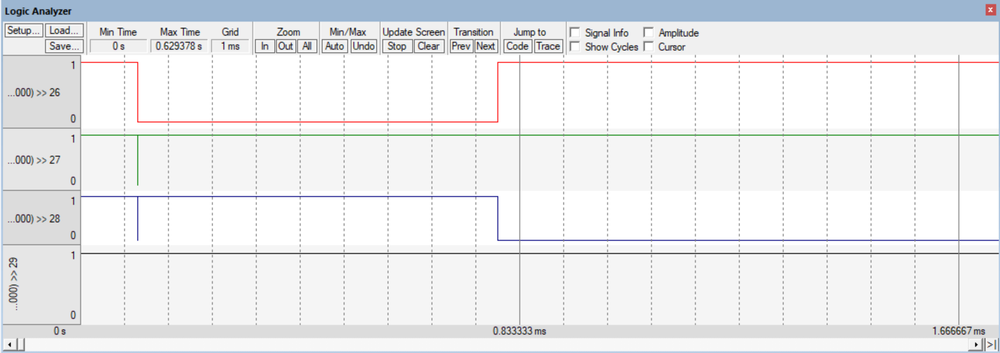 Logic Analyzer
Setup... Load... Min Time Max Time Grid Zoom Min/Max Update Screen Transition Jump to Signal Info Amplitude
Save... 0 s 0.629378 s 1 ms In Out All Auto Undo Stop Clear Prev Next Code Trace Show Cycles Cursor
1
...000) >> 26
0
1
...000) >> 27
0
1
...000) >> 28
0
1
...000) >> 29
0
0 s 0.833333 ms 1.666667 ms